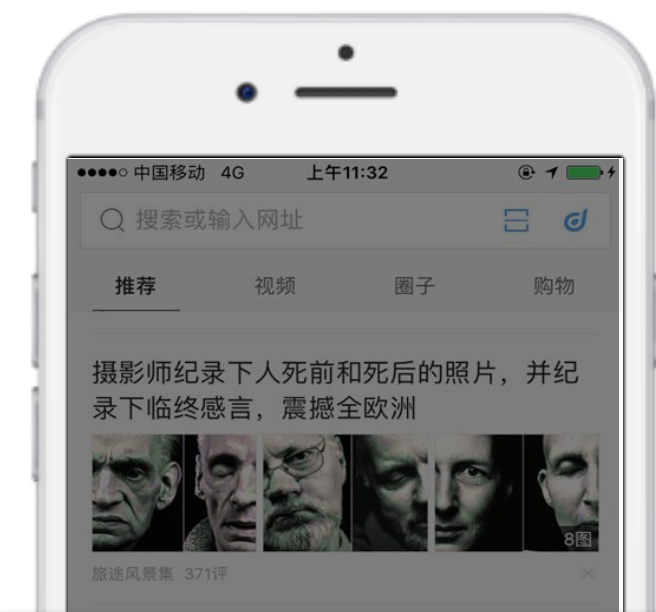 中国移动 4G 上午11:32
搜索或输入网址
推荐 视频 圈子 购物
摄影师纪录下人死前和死后的照片，并纪
录下临终感言，震撼全欧洲
8图
旅途风景集 371评